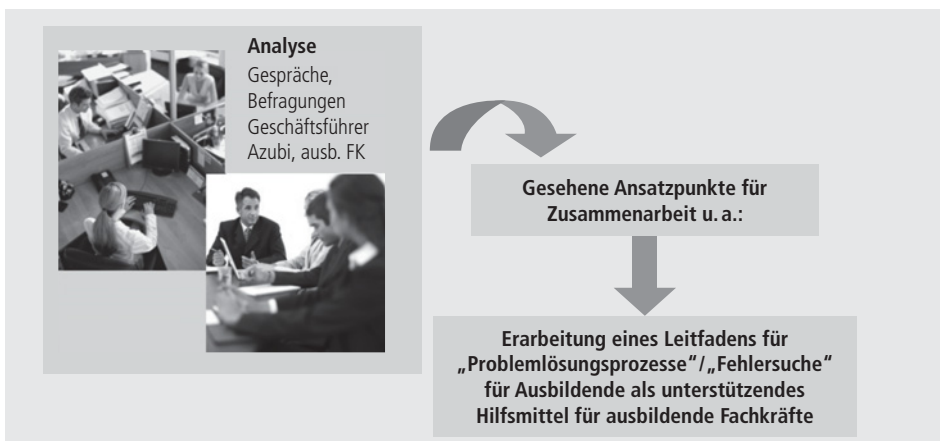 Analyse
Gespräche,
Befragungen
Geschäftsführer
Azubi, ausb. FK
Gesehene Ansatzpunkte für
Zusammenarbeit u. a.:
Erarbeitung eines Leitfadens für
„Problemlösungsprozesse"/„Fehlersuche"
für Ausbildende als unterstützendes
Hilfsmittel für ausbildende Fachkräfte